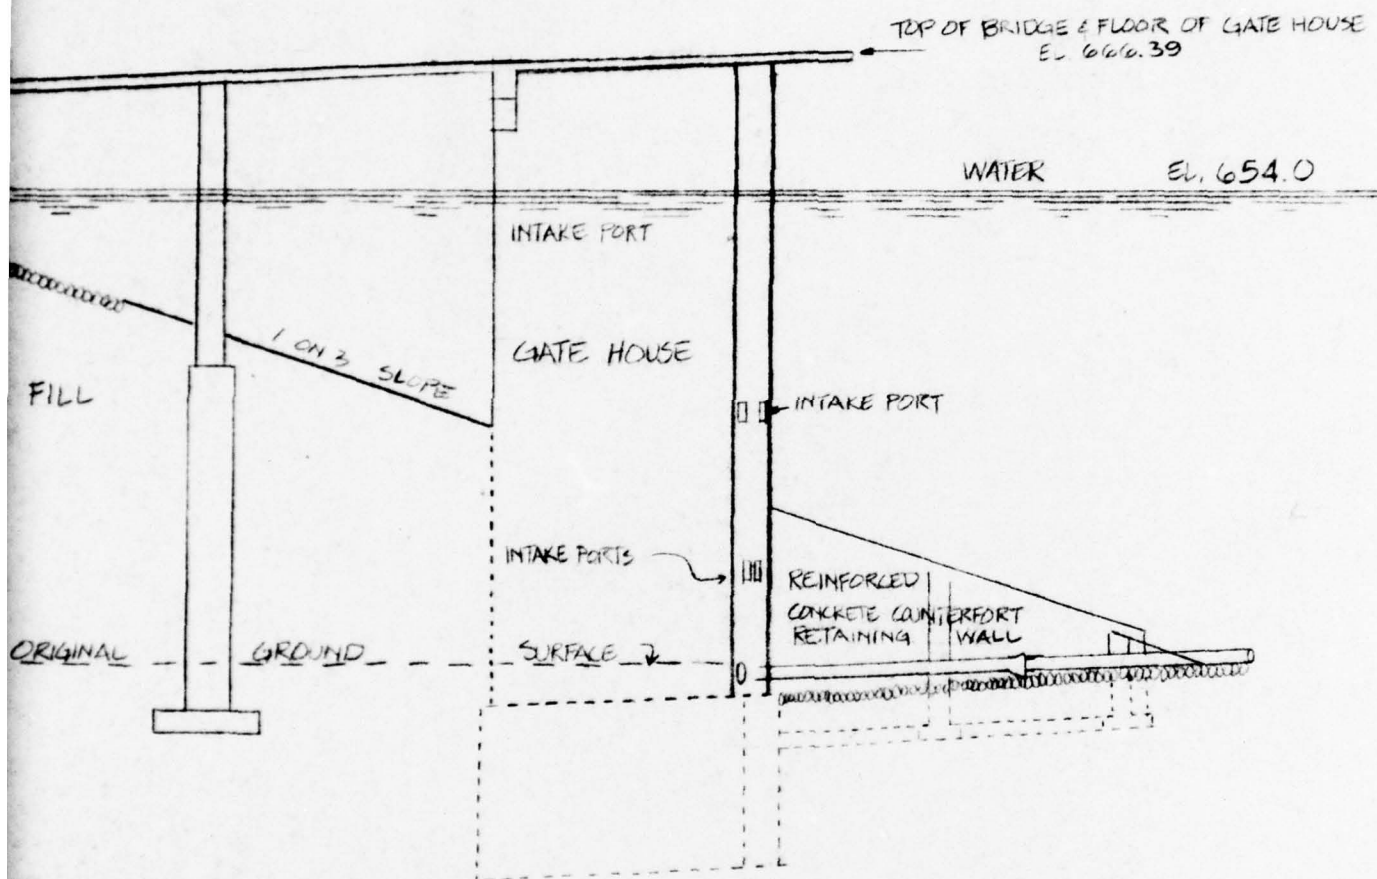 TOP OF BRIDGE & FLOOR OF GATE HOUSE
EL. 666.39
WATER EL. 654.0
INTAKE PORT
1 ON 3 SLOPE
GATE HOUSE
FILL
INTAKE PORT
INTAKE PORTS
REINFORCED
CONCRETE COUNTERFORT
RETAINING WALL
ORIGINAL GROUND SURFACE